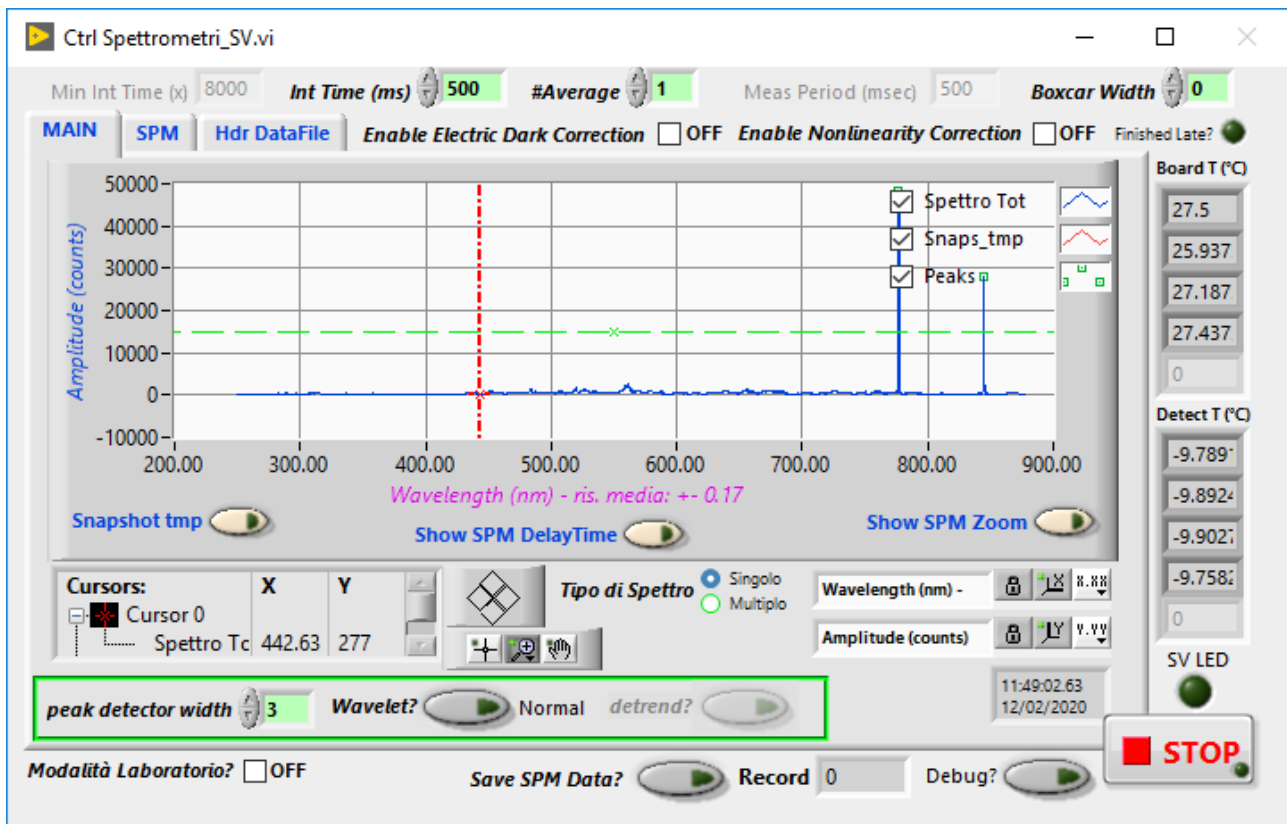 Ctrl Spettrometri_SV.vi
Min Int Time (x) 8000 Int Time (ms) 500 #Average 1 Meas Period (msec) 500 Boxcar Width 0
MAIN SPM Hdr DataFile Enable Electric Dark Correction OFF Enable Nonlinearity Correction OFF Finished Late?
Board T (°C)
27.5
25.937
27.187
27.437
0
Detect T (°C)
-9.7891
-9.8924
-9.9027
-9.7582
0
SV LED
Amplitude (counts)
50000
40000
30000
20000
10000
0
-10000
Spettro Tot
Snaps_tmp
Peaks
200.00 300.00 400.00 500.00 600.00 700.00 800.00 900.00
Wavelength (nm) - ris. media: +- 0.17
Snapshot tmp Show SPM DelayTime Show SPM Zoom
Cursors: X Y
Cursor 0
Spettro Tc 442.63 277
Tipo di Spettro Singolo
Multiplo
Wavelength (nm) - X X.XX
Amplitude (counts) Y Y.YY
peak detector width 3 Wavelet? Normal detrend?
11:49:02.63
12/02/2020
STOP
Modalità Laboratorio? OFF Save SPM Data? Record 0 Debug?